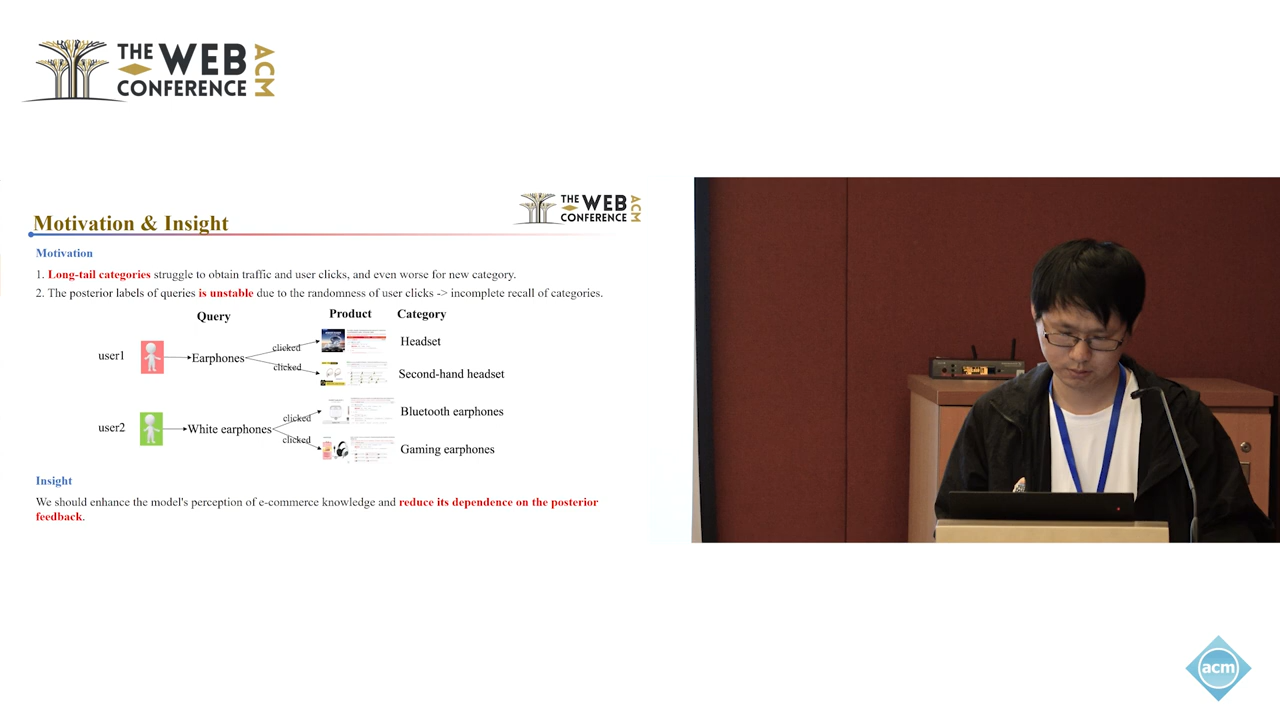 THE WEB
CONFERENCE
ACM
THE WEB
CONFERENCE
ACM
Motivation & Insight
Motivation
1. Long-tail categories struggle to obtain traffic and user clicks, and even worse for new category.
2. The posterior labels of queries is unstable due to the randomness of user clicks -> incomplete recall of categories.
Query Product Category
user1 Earphones clicked Headset
clicked Second-hand headset
user2 White earphones clicked Bluetooth earphones
clicked Gaming earphones
Insight
We should enhance the model's perception of e-commerce knowledge and reduce its dependence on the posterior
feedback.
acm